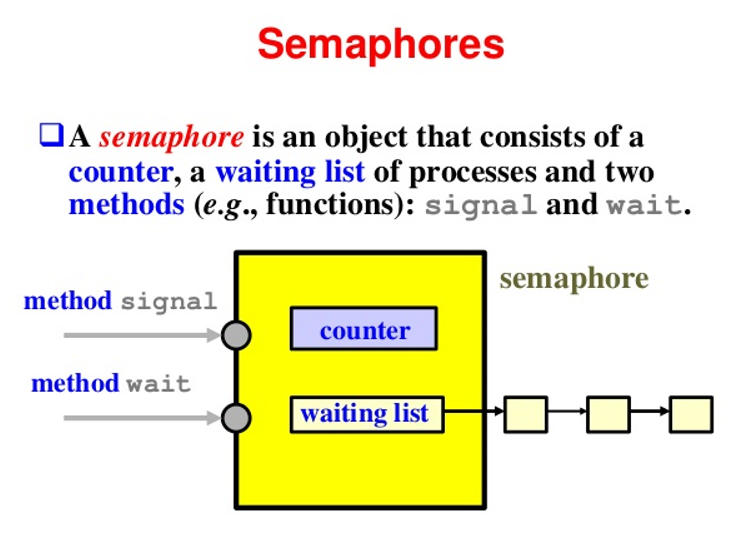 Semaphores
A semaphore is an object that consists of a
counter, a waiting list of processes and two
methods (e.g., functions): signal and wait.
semaphore
method signal
counter
method wait
waiting list